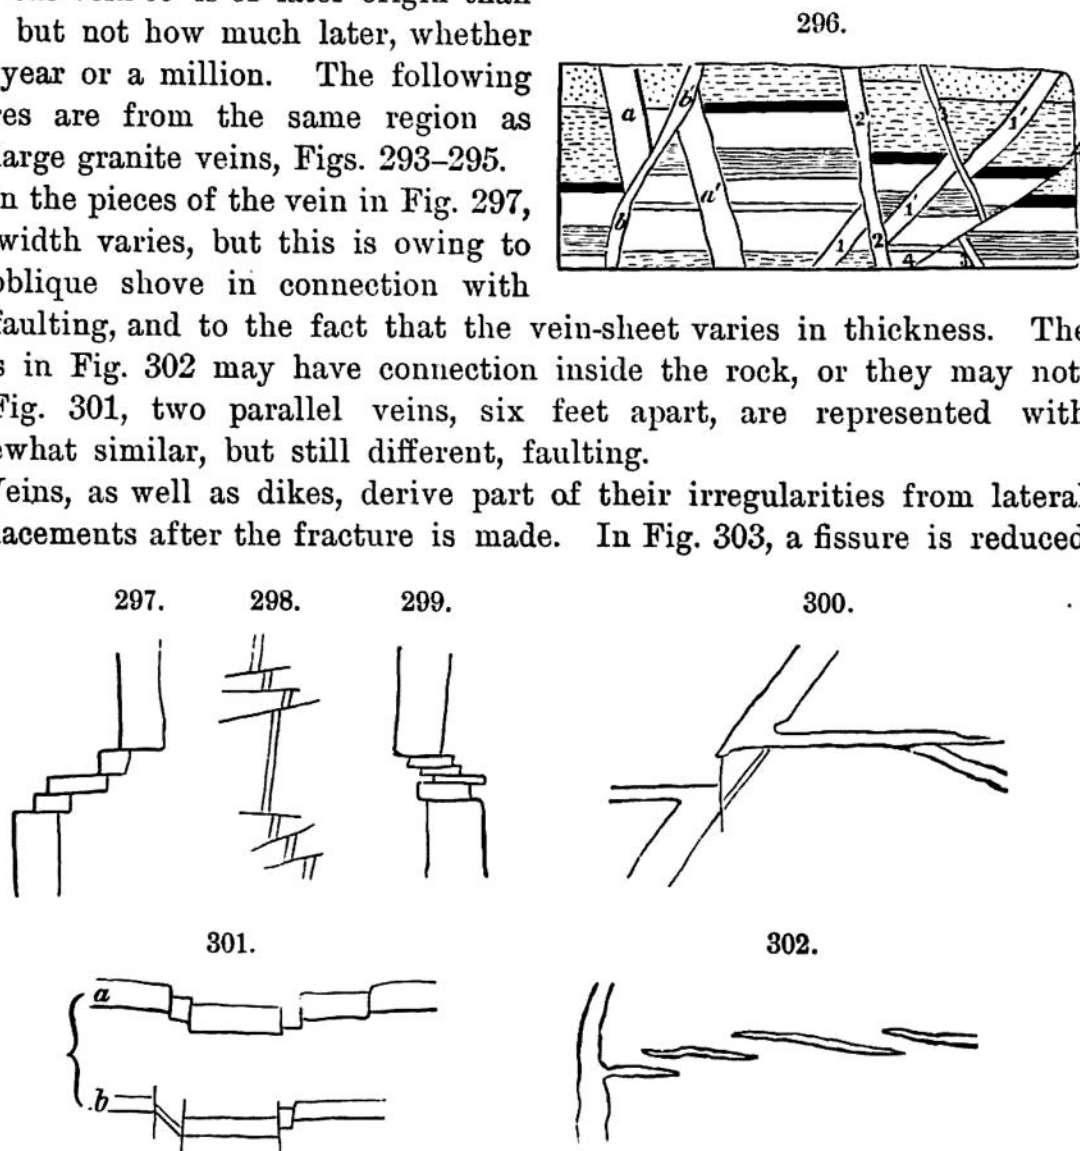 296.
but not how much later, whether
year or a million. The following
es are from the same region as
arge granite veins, Figs. 293–295.
n the pieces of the vein in Fig. 297,
width varies, but this is owing to
oblique shove in connection with
faulting, and to the fact that the vein-sheet varies in thickness. The
s in Fig. 302 may have connection inside the rock, or they may not
Fig. 301, two parallel veins, six feet apart, are represented with
ewhat similar, but still different, faulting.
Veins, as well as dikes, derive part of their irregularities from lateral
lacements after the fracture is made. In Fig. 303, a fissure is reduced
a b' 2' 3 1'
b a' 1 2 1' 4 3
297. 298. 299. 300.
301. 302.
a
b